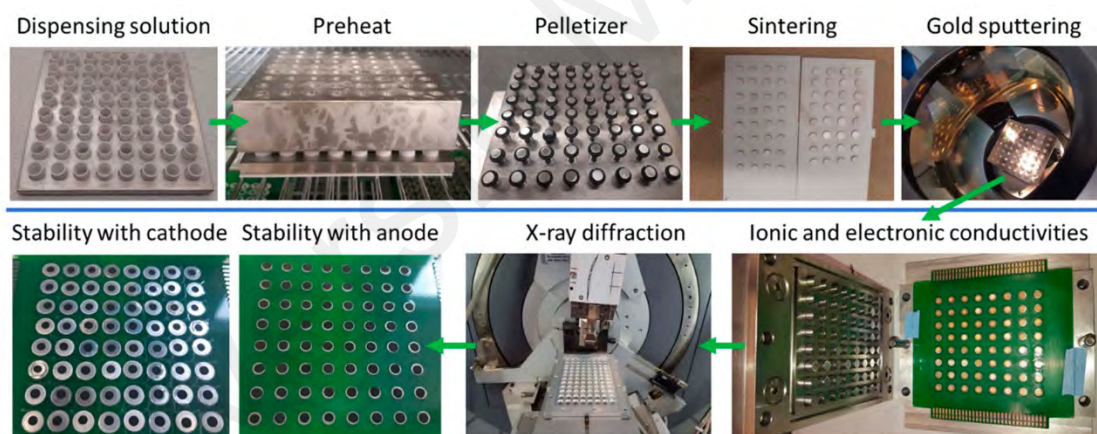 Dispensing solution
Preheat
Pelletizer
Sintering
Gold sputtering
Stability with cathode
Stability with anode
X-ray diffraction
Ionic and electronic conductivities